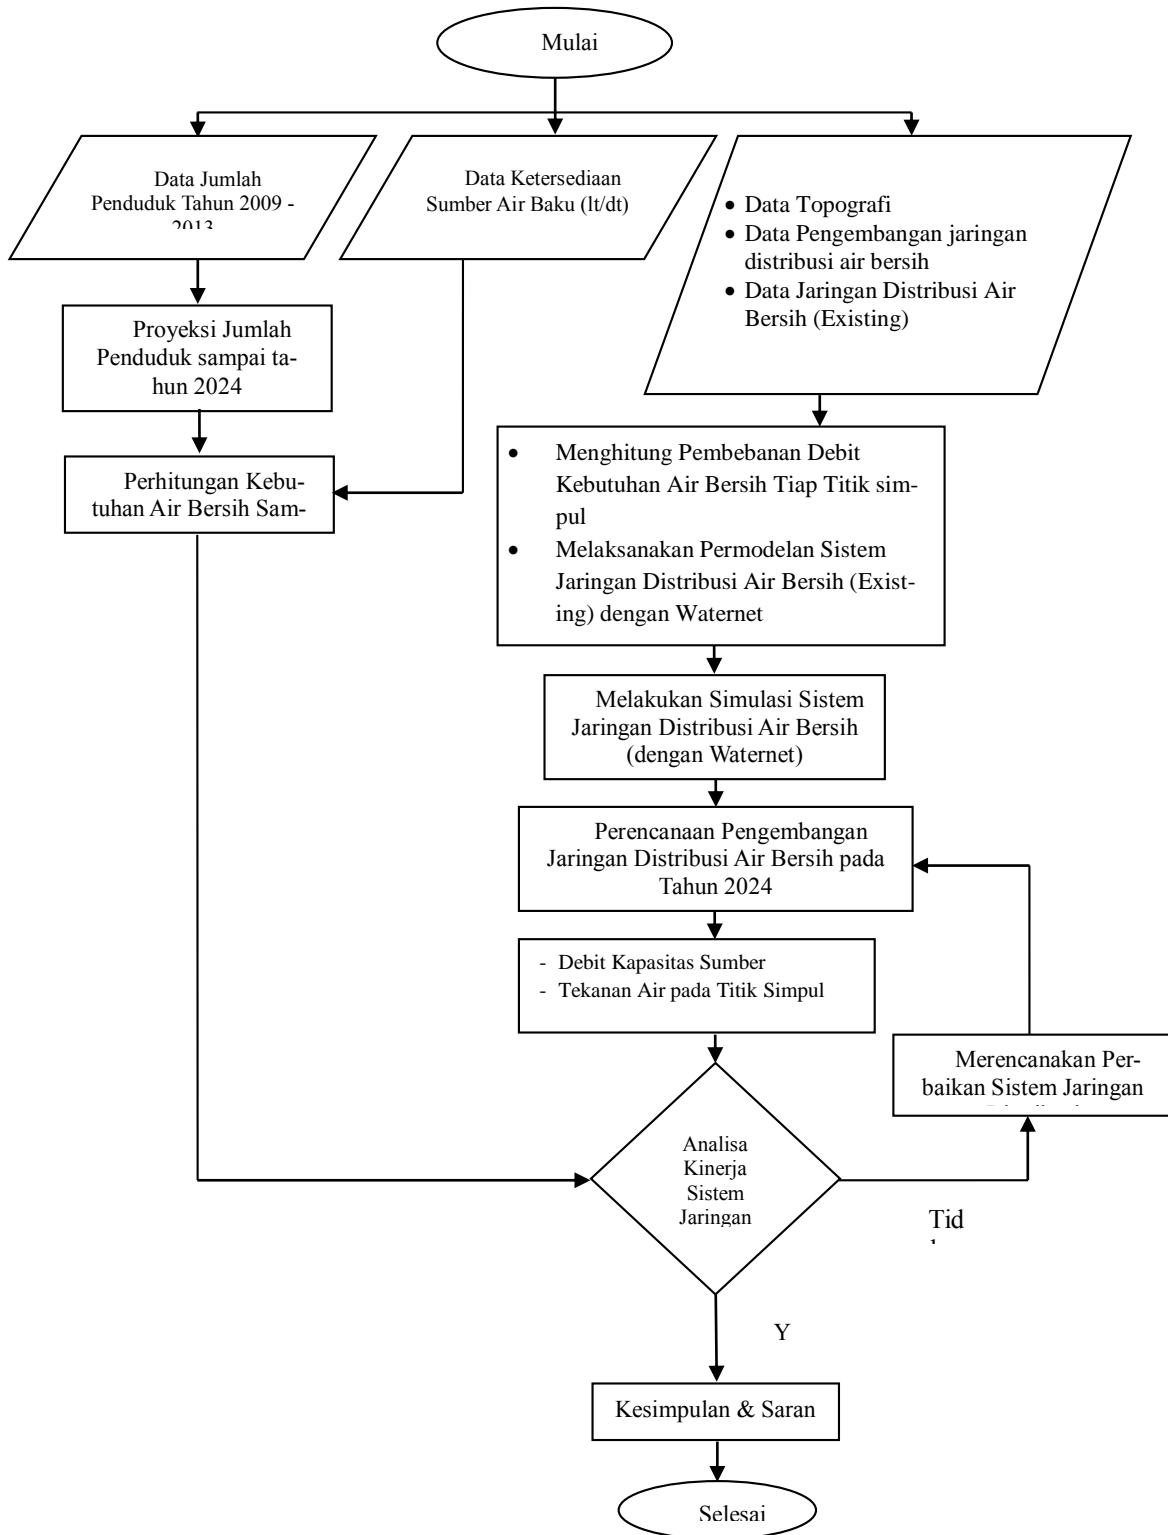 Mulai
Data Jumlah
Penduduk Tahun 2009 -
2013
Data Ketersediaan
Sumber Air Baku (lt/dt)
• Data Topografi
• Data Pengembangan jaringan
distribusi air bersih
• Data Jaringan Distribusi Air
Bersih (Existing)
Proyeksi Jumlah
Penduduk sampai ta-
hun 2024
Perhitungan Kebu-
tuhan Air Bersih Sam-
• Menghitung Pembebanan Debit
Kebutuhan Air Bersih Tiap Titik sim-
pul
• Melaksanakan Permodelan Sistem
Jaringan Distribusi Air Bersih (Exist-
ing) dengan Waternet
Melakukan Simulasi Sistem
Jaringan Distribusi Air Bersih
(dengan Waternet)
Perencanaan Pengembangan
Jaringan Distribusi Air Bersih pada
Tahun 2024
- Debit Kapasitas Sumber
- Tekanan Air pada Titik Simpul
Merencanakan Per-
baikan Sistem Jaringan
Analisa
Kinerja
Sistem
Jaringan
Tid
Y
Kesimpulan & Saran
Selesai